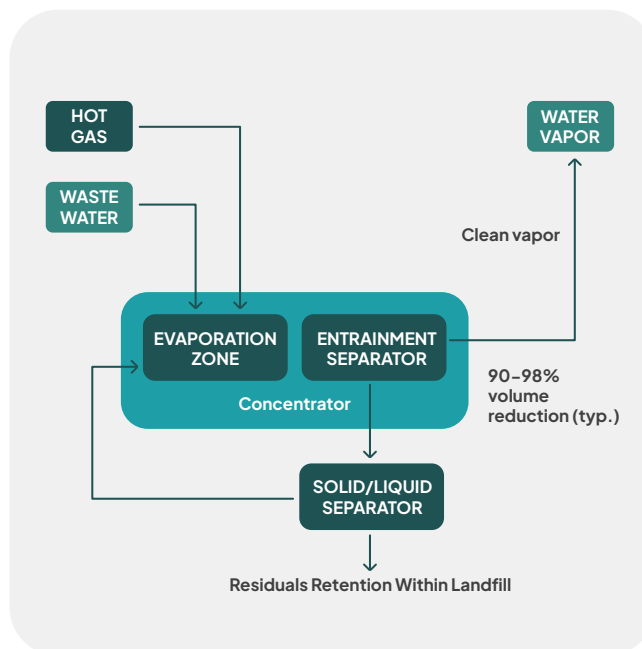 HOT
GAS
WATER
VAPOR
WASTE
WATER
Clean vapor
EVAPORATION
ZONE
ENTRAINMENT
SEPARATOR
90–98%
volume
reduction (typ.)
Concentrator
SOLID/LIQUID
SEPARATOR
Residuals Retention Within Landfill